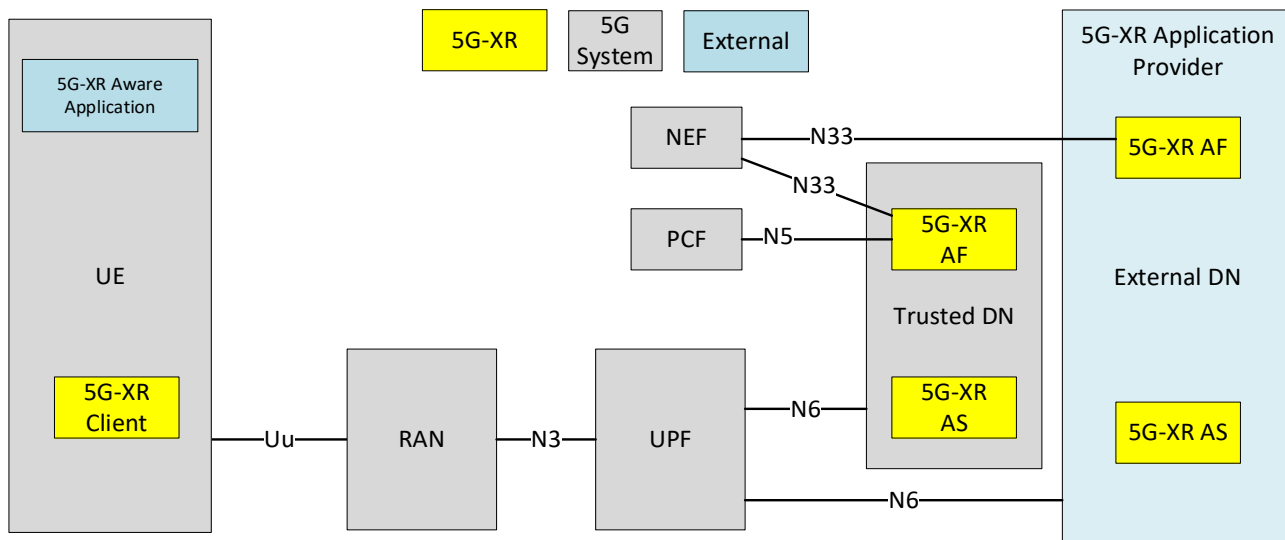 5G-XR
5G
System
External
5G-XR Application
Provider
5G-XR Aware
Application
NEF
N33
5G-XR AF
N33
PCF
N5
5G-XR
AF
UE
External DN
Trusted DN
5G-XR
Client
5G-XR
AS
N6
5G-XR AS
Uu
RAN
N3
UPF
N6